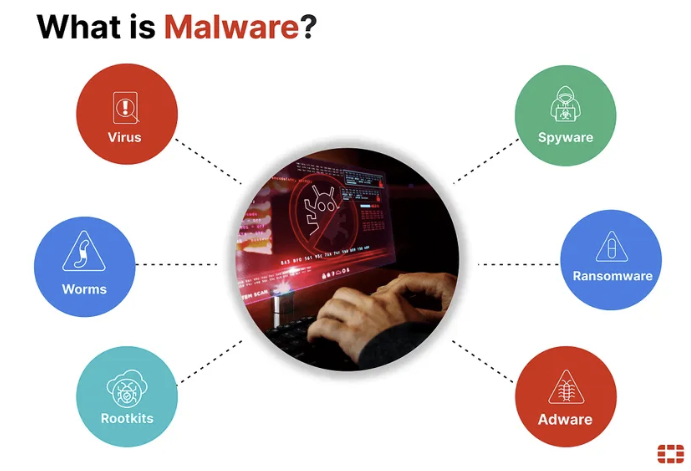 What is Malware?
Virus
Spyware
Worms
Ransomware
Rootkits
Adware